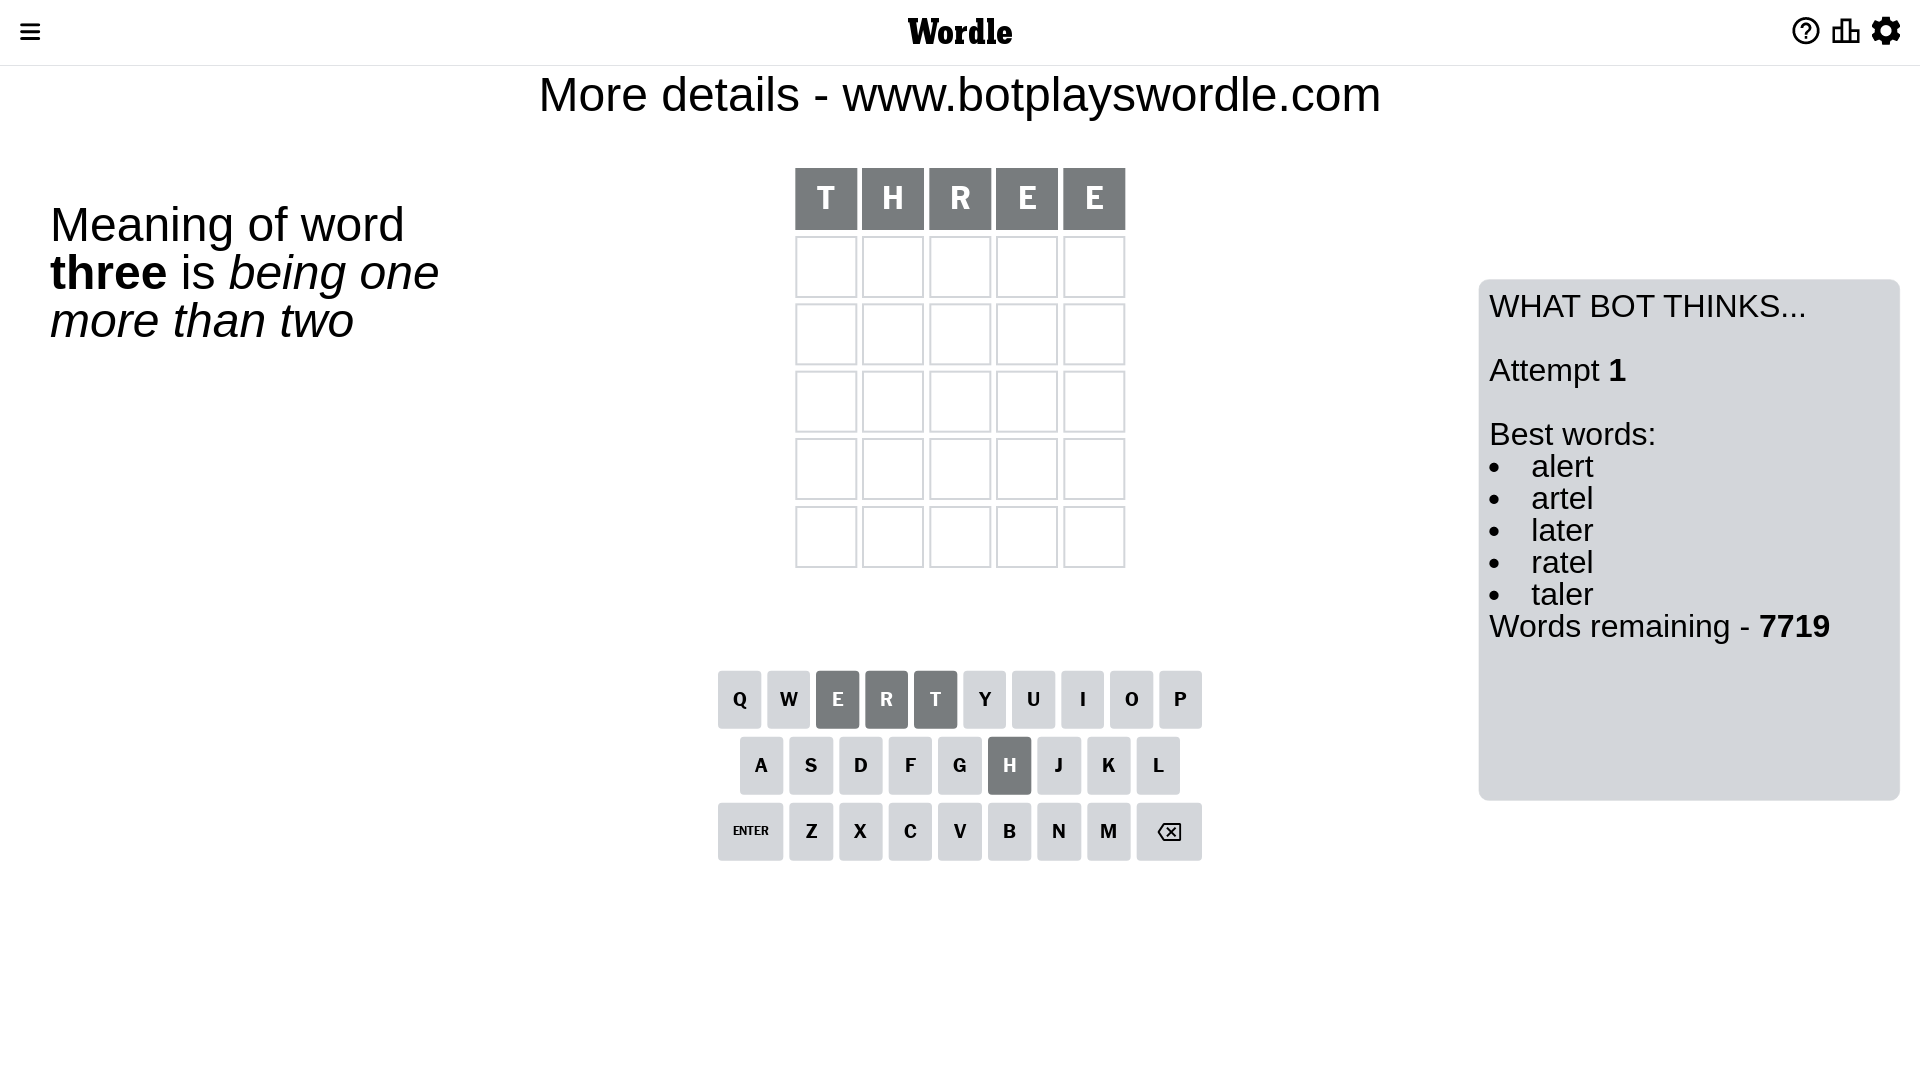 Wordle
More details - www.botplayswordle.com
Meaning of word
three is being one
more than two
T H R E E
WHAT BOT THINKS...
Attempt 1
Best words:
• alert
• artel
• later
• ratel
• taler
Words remaining - 7719
Q W E R T Y U I O P
A S D F G H J K L
ENTER Z X C V B N M